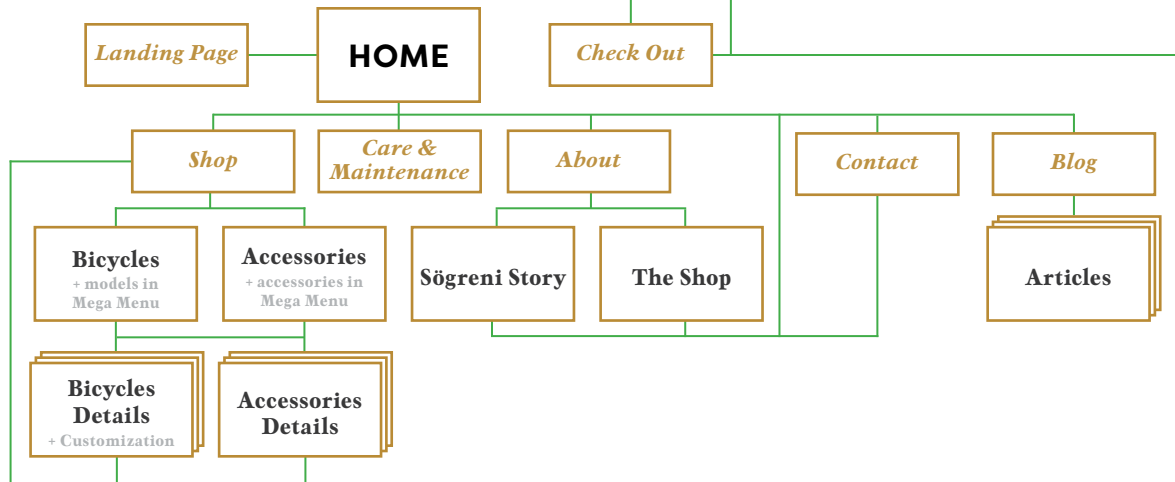 Landing Page
HOME
Check Out
Shop
Care &
Maintenance
About
Contact
Blog
Bicycles
+ models in
Mega Menu
Accessories
+ accessories in
Mega Menu
Sögreni Story
The Shop
Articles
Bicycles
Details
+ Customization
Accessories
Details